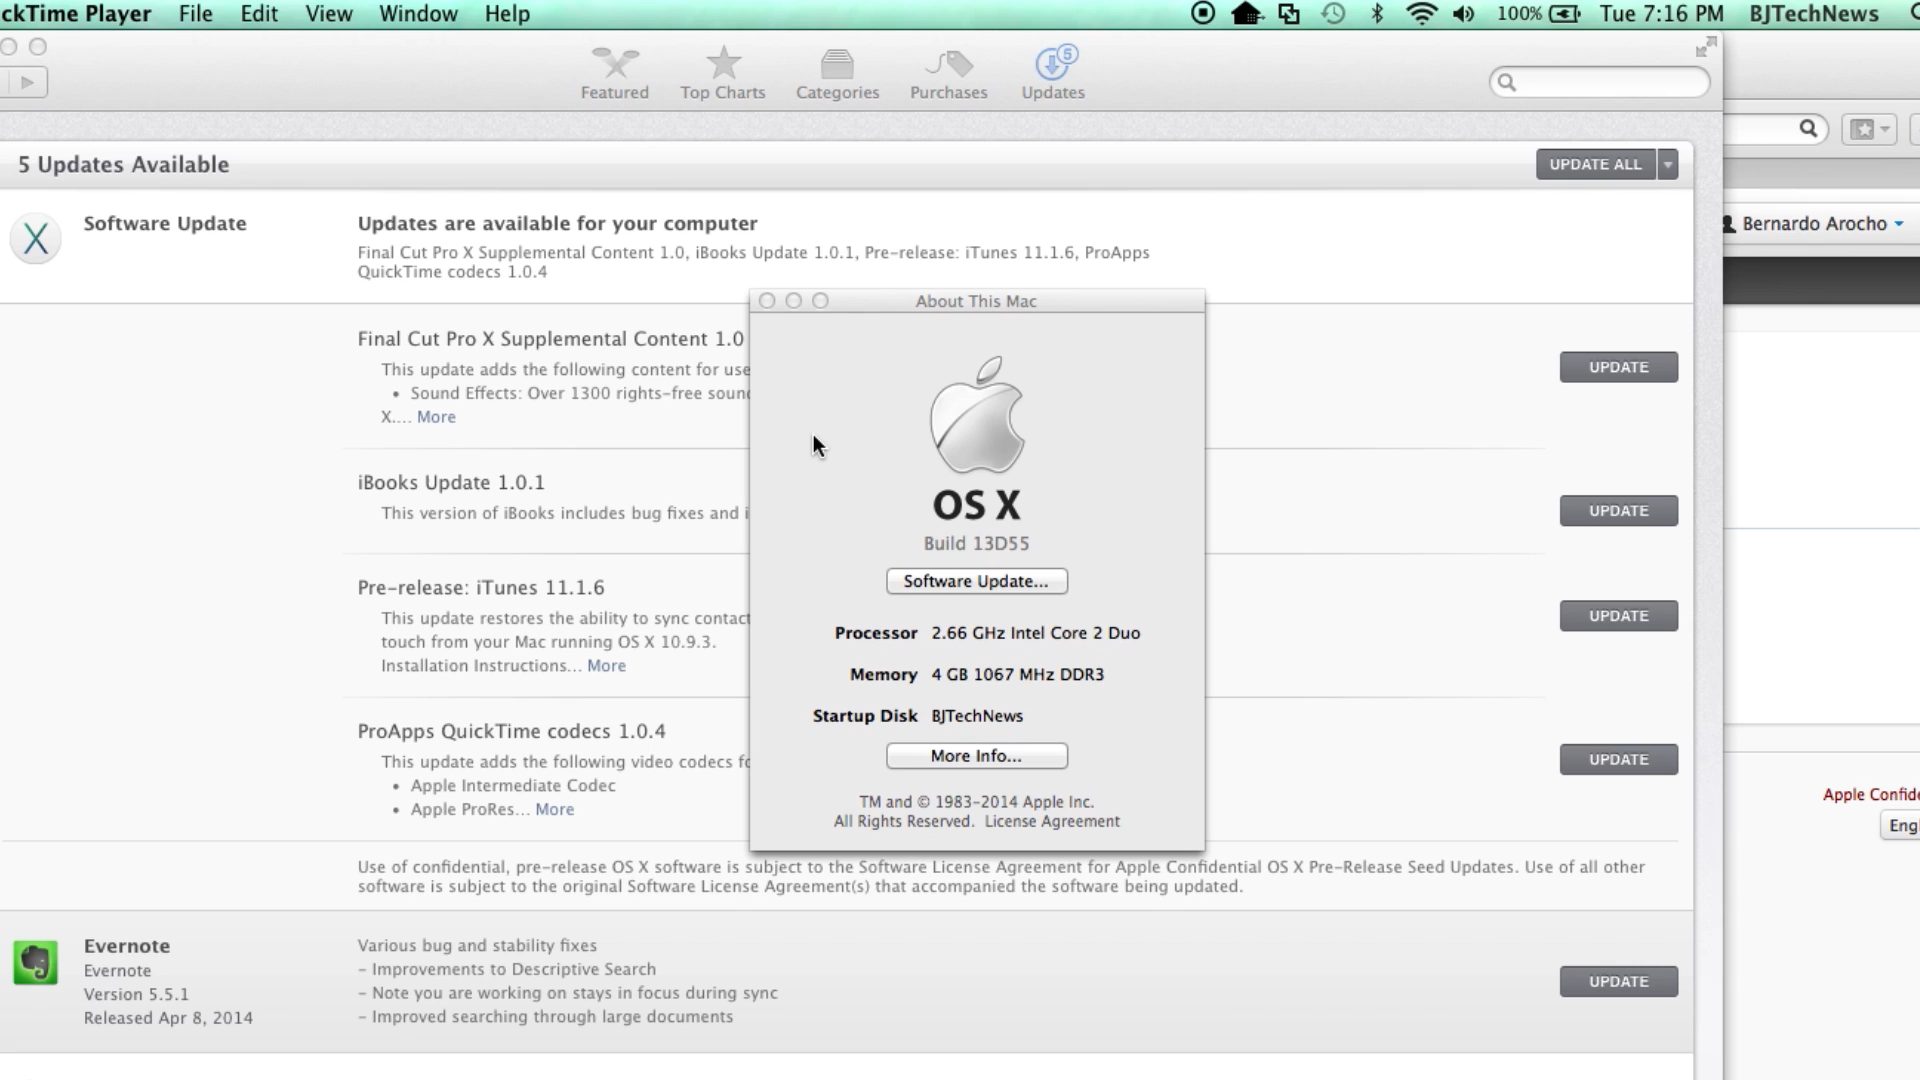 ckTime Player File Edit View Window Help 100% Tue 7:16 PM BJTechNews
Featured Top Charts Categories Purchases 5 Updates
5 Updates Available UPDATE ALL
X Software Update Updates are available for your computer
Final Cut Pro X Supplemental Content 1.0, iBooks Update 1.0.1, Pre-release: iTunes 11.1.6, ProApps
QuickTime codecs 1.0.4
Bernardo Arocho
Final Cut Pro X Supplemental Content 1.0 UPDATE
This update adds the following content for use
• Sound Effects: Over 1300 rights-free soun
X.... More
iBooks Update 1.0.1 UPDATE
This version of iBooks includes bug fixes and i
Pre-release: iTunes 11.1.6 UPDATE
This update restores the ability to sync contact
touch from your Mac running OS X 10.9.3.
Installation Instructions... More
ProApps QuickTime codecs 1.0.4 UPDATE
This update adds the following video codecs fo
• Apple Intermediate Codec
• Apple ProRes... More
About This Mac
OS X
Build 13D55
Software Update...
Processor 2.66 GHz Intel Core 2 Duo
Memory 4 GB 1067 MHz DDR3
Startup Disk BJTechNews
More Info...
TM and © 1983-2014 Apple Inc.
All Rights Reserved. License Agreement
Apple Confide
Engl
Use of confidential, pre-release OS X software is subject to the Software License Agreement for Apple Confidential OS X Pre-Release Seed Updates. Use of all other
software is subject to the original Software License Agreement(s) that accompanied the software being updated.
Evernote
Evernote
Version 5.5.1
Released Apr 8, 2014
Various bug and stability fixes
- Improvements to Descriptive Search
- Note you are working on stays in focus during sync
- Improved searching through large documents
UPDATE